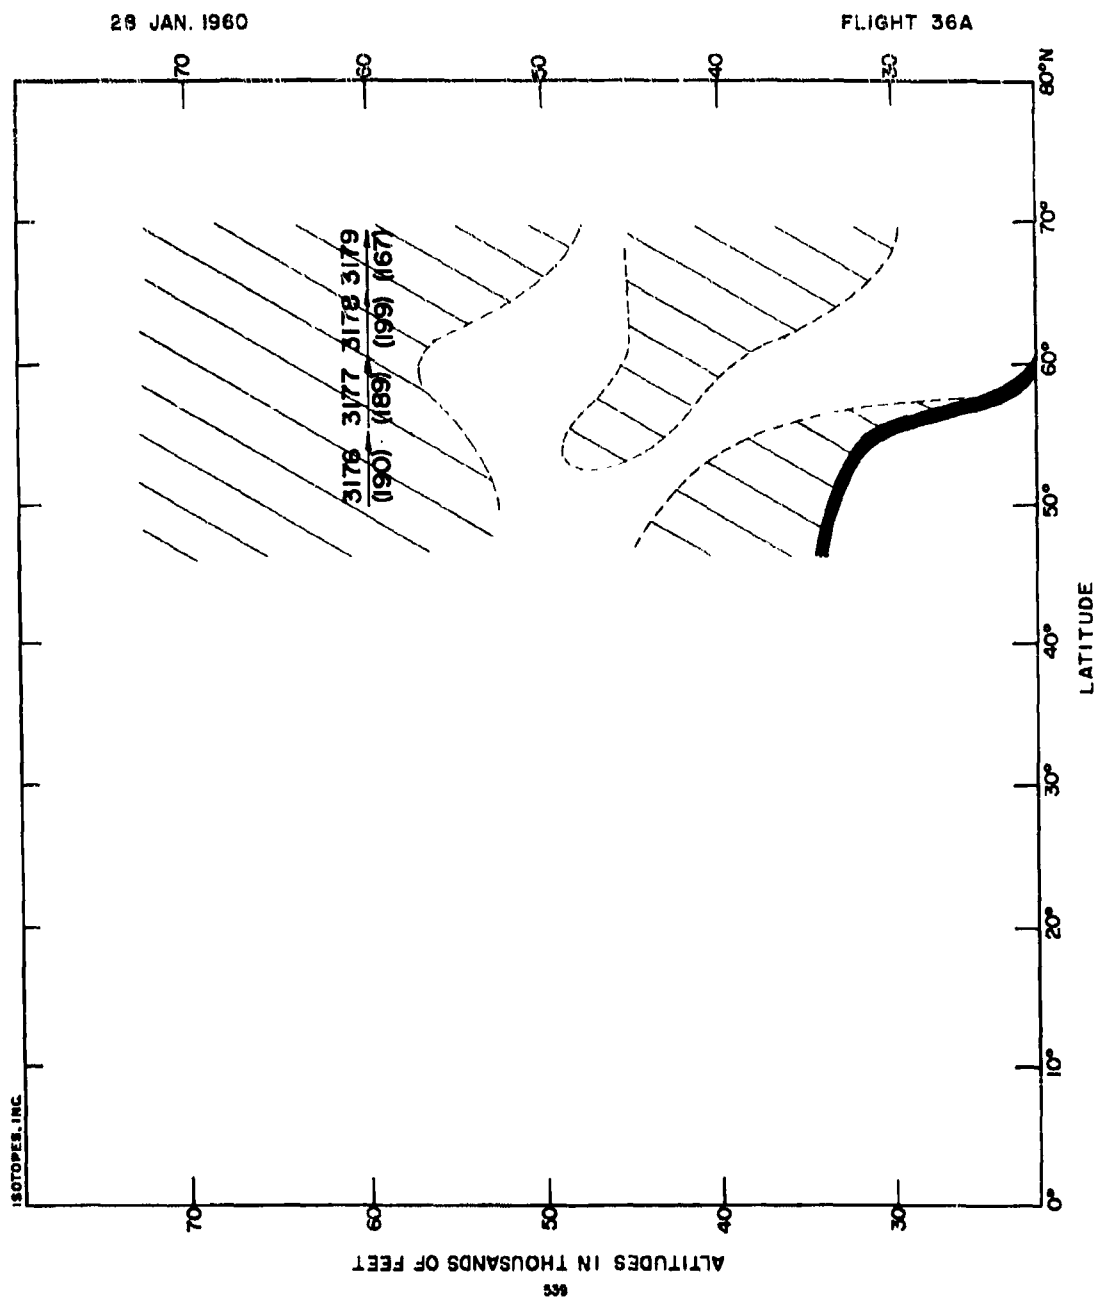 28 JAN. 1960
FLIGHT 36A
70
60
50
40
30
80°N
70°
60°
50°
40°
30°
20°
10°
0°
LATITUDE
3176 3177 3178 3179
(190) (189) (199) (167)
ISOTOPES, INC.
70
60
50
40
30
ALTITUDES IN THOUSANDS OF FEET
539